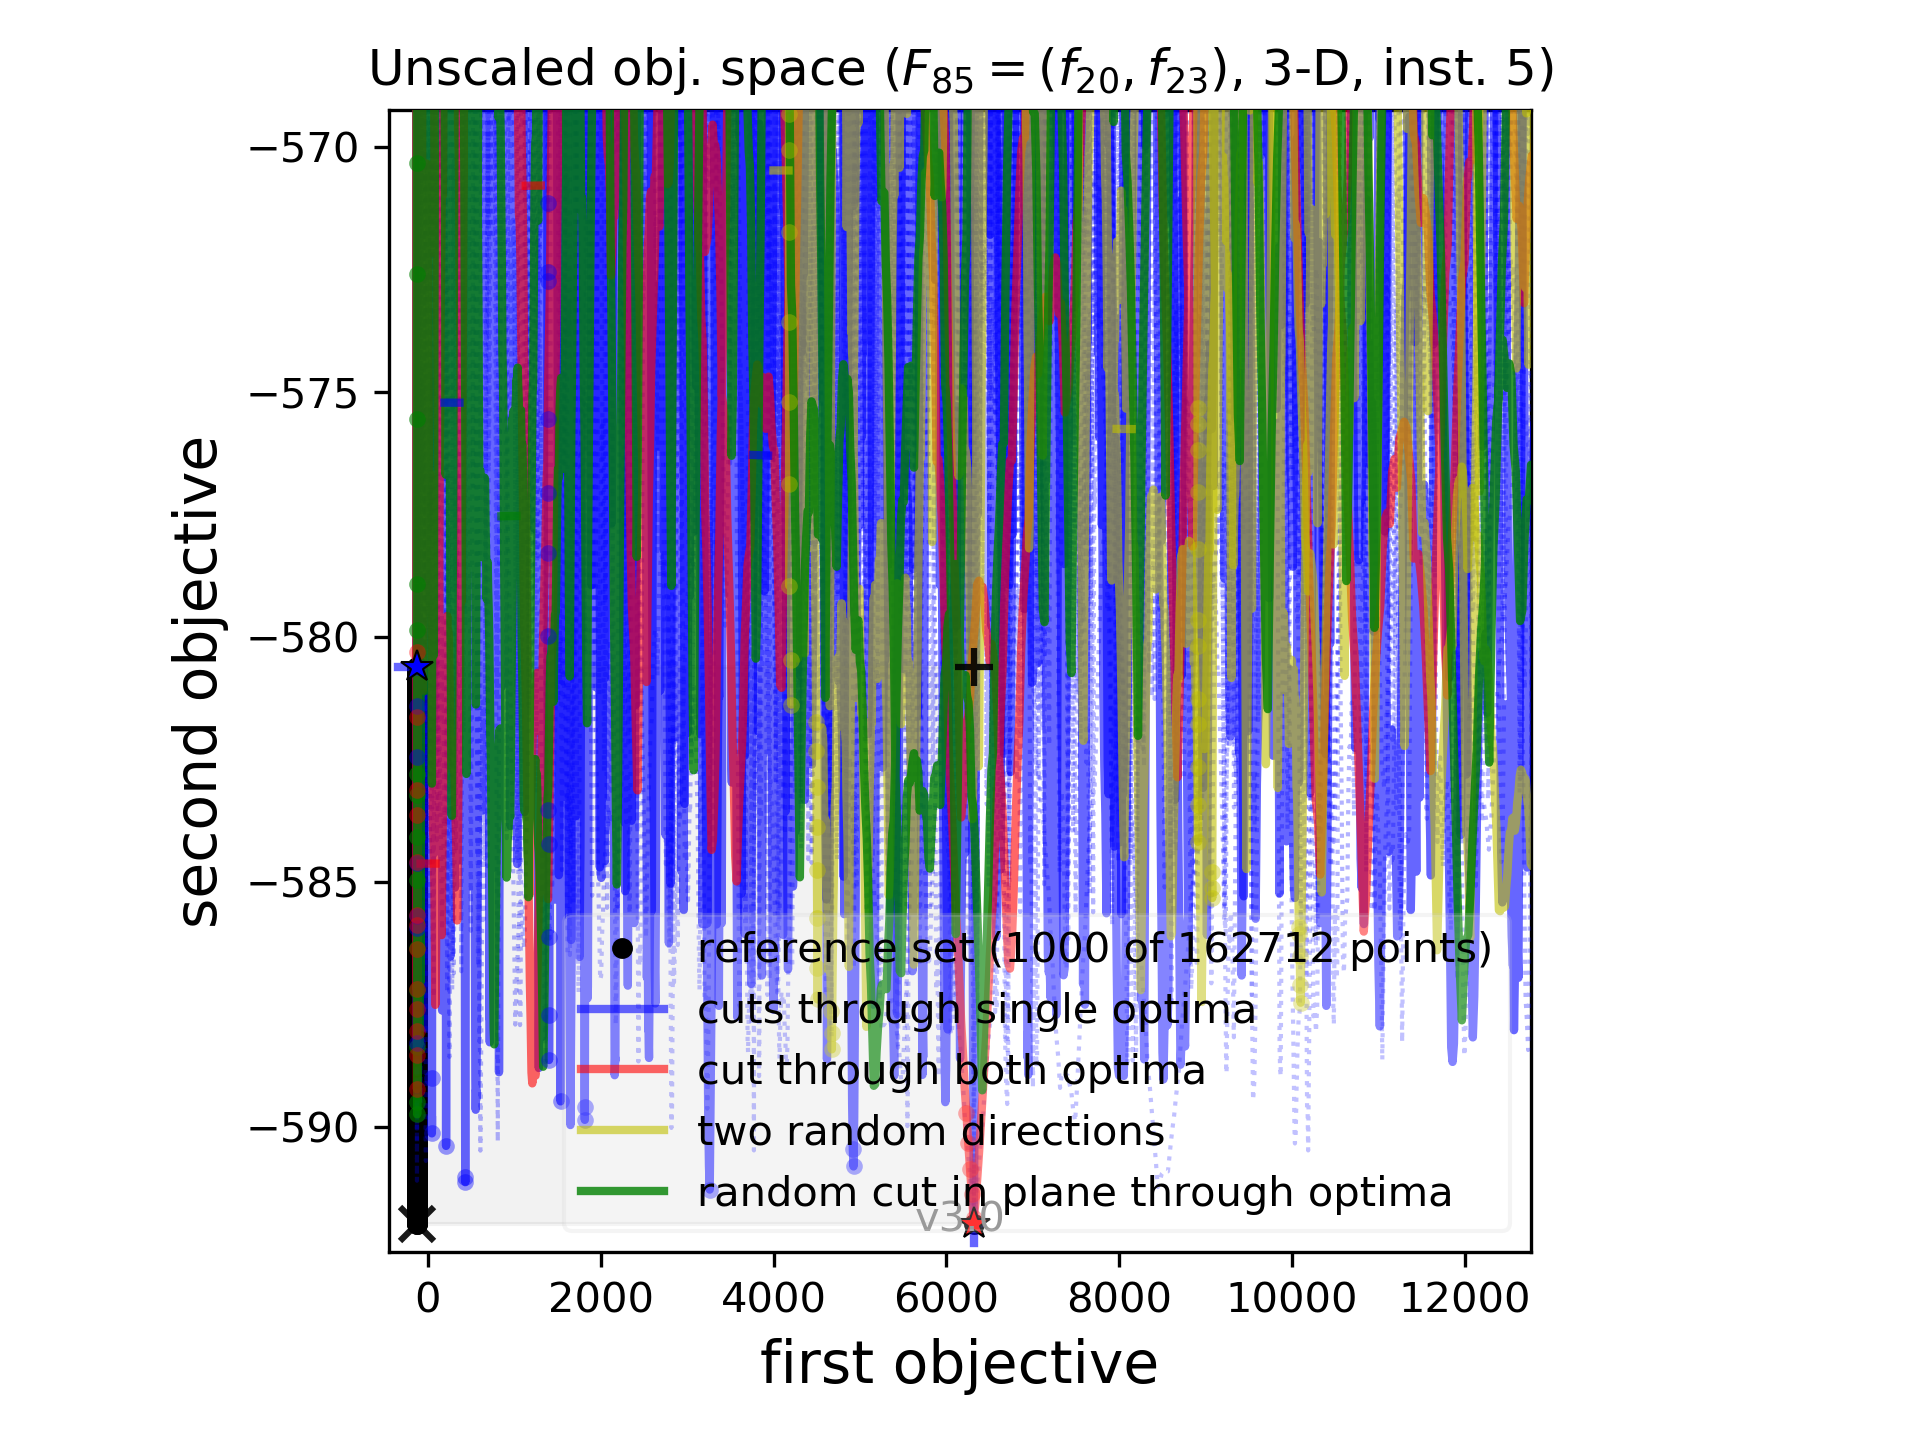 Unscaled obj. space (F₈₅ = (f₂₀, f₂₃), 3-D, inst. 5)
−570
−575
−580
−585
−590
second objective
reference set (1000 of 162712 points)
cuts through single optima
cut through both optima
two random directions
random cut in plane through optima
v3.0
0 2000 4000 6000 8000 10000 12000
first objective